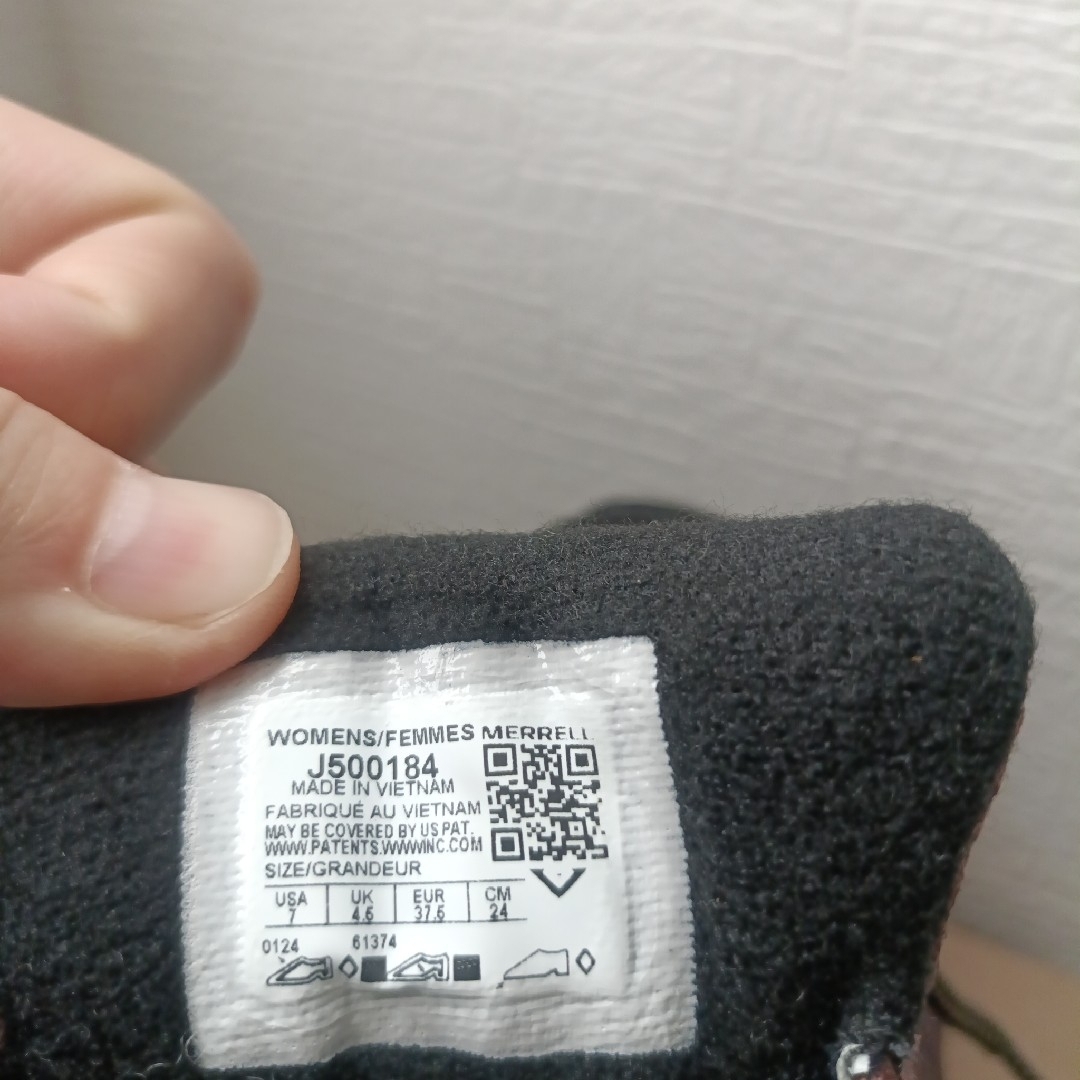 WOMENS/FEMMES MERRELL
J500184
MADE IN VIETNAM
FABRIQUÉ AU VIETNAM
MAY BE COVERED BY US PAT.
WWW.PATENTS.WWWINC.COM
SIZE/GRANDEUR
USA UK EUR CM
7 4.5 37.5 24
0124 61374